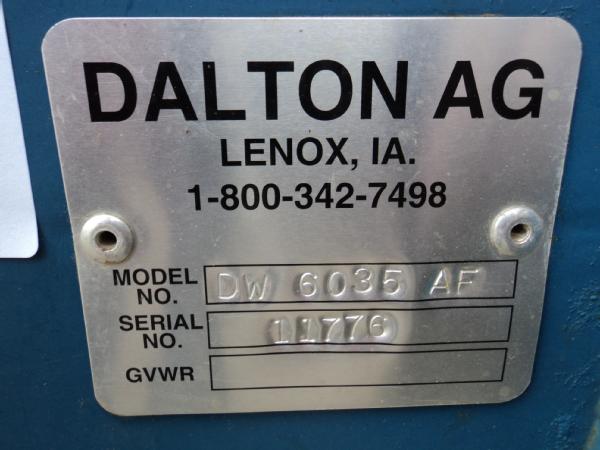 DALTON AG
LENOX, IA.
1-800-342-7498
MODEL NO. DW 6035 AF
SERIAL NO. 11776
GVWR